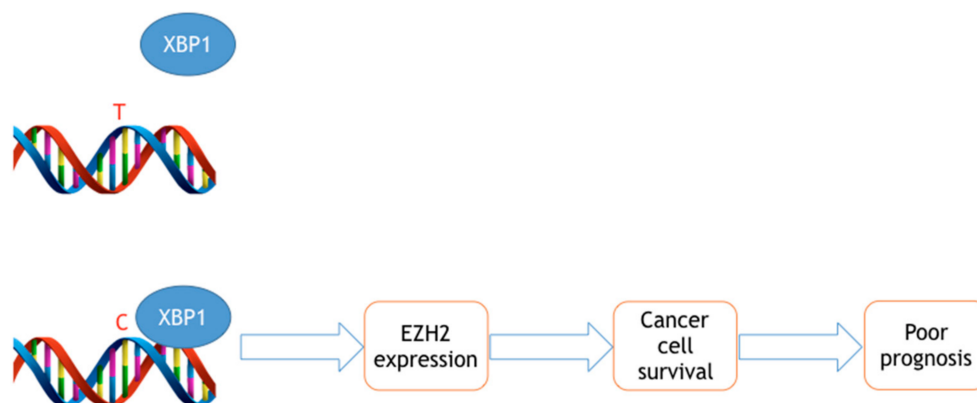 XBP1
T
C
XBP1
EZH2
expression
Cancer
cell
survival
Poor
prognosis